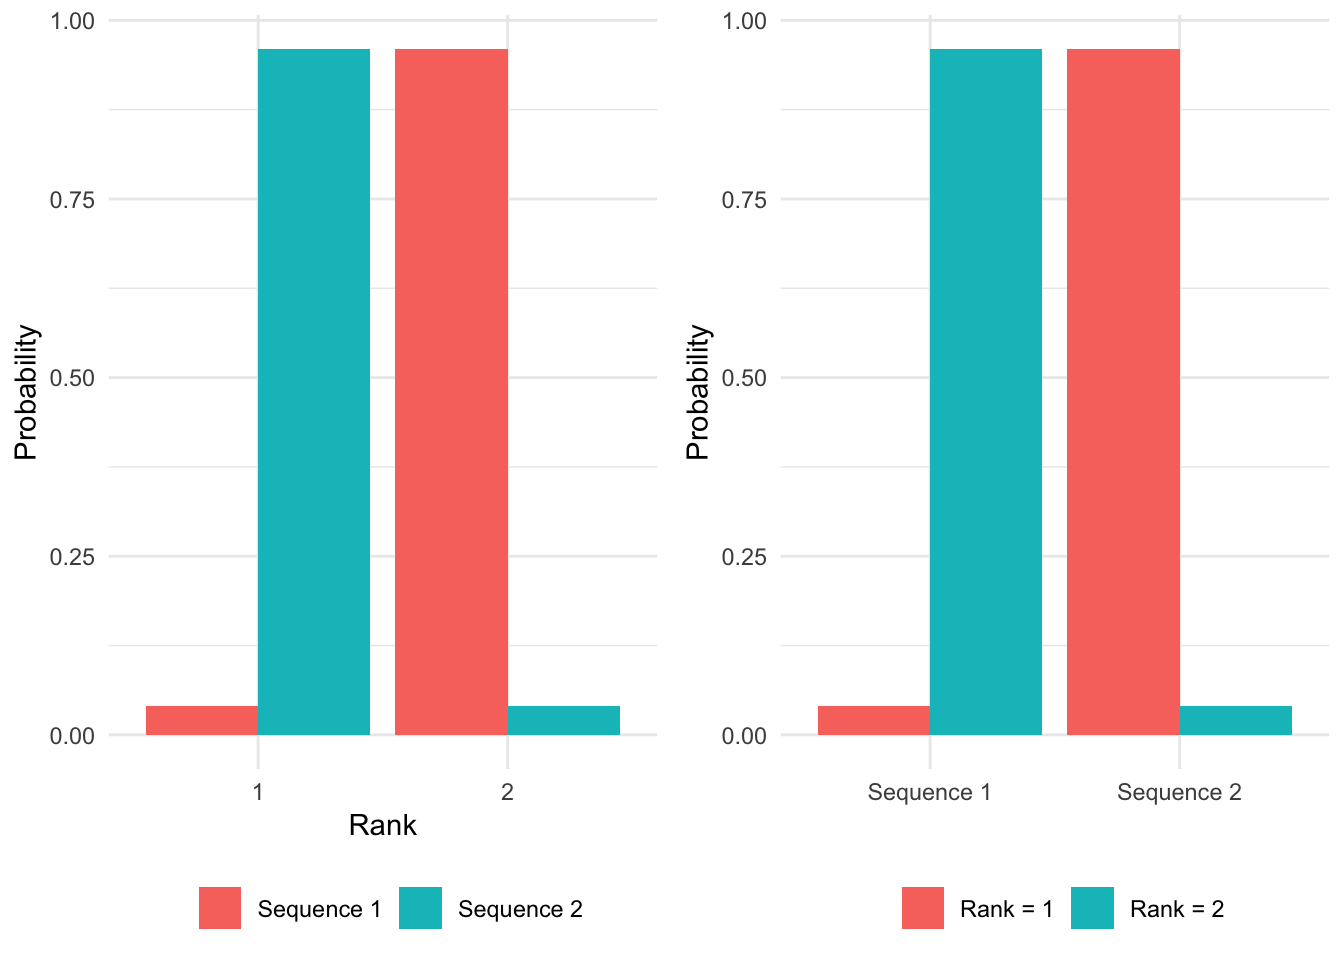 1.00
0.75
0.50
0.25
0.00
Probability
1 2
Rank
Sequence 1 Sequence 2
1.00
0.75
0.50
0.25
0.00
Probability
Sequence 1 Sequence 2
Rank = 1 Rank = 2